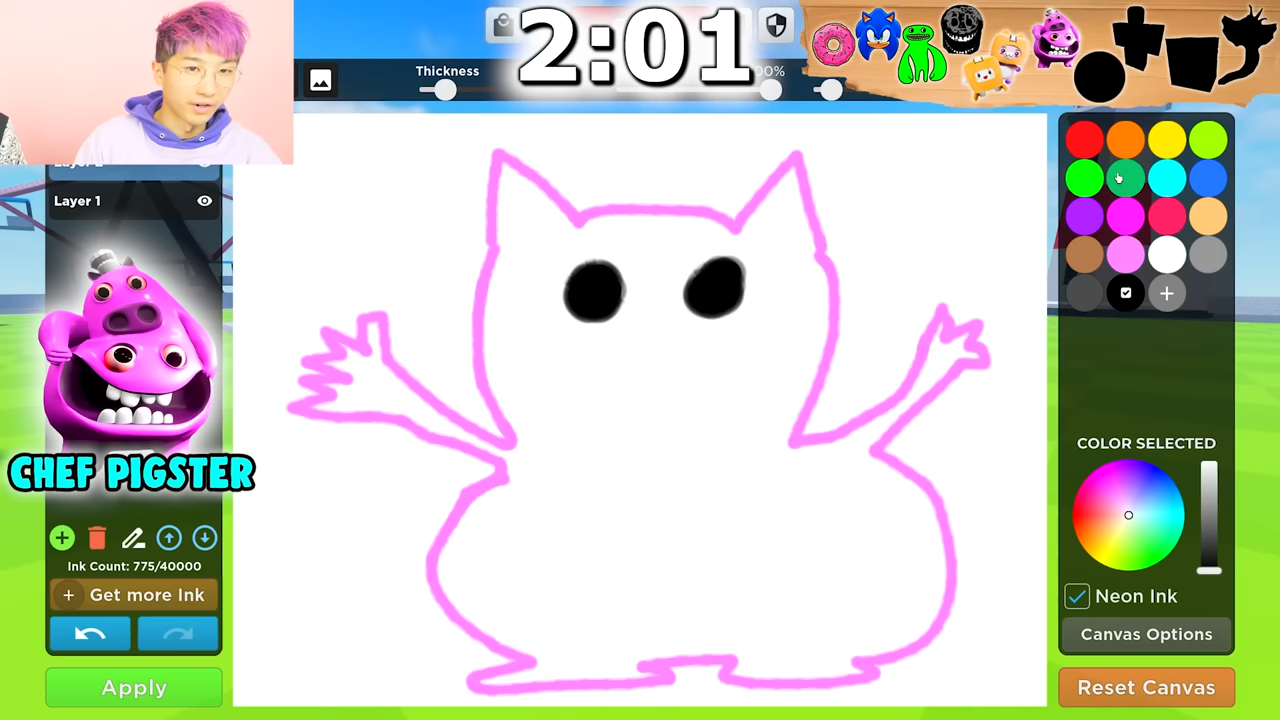 2:01
Thickness
00%
Layer 1
CHEF PIGSTER
COLOR SELECTED
Ink Count: 775/40000
+ Get more Ink
Neon Ink
Canvas Options
Apply
Reset Canvas